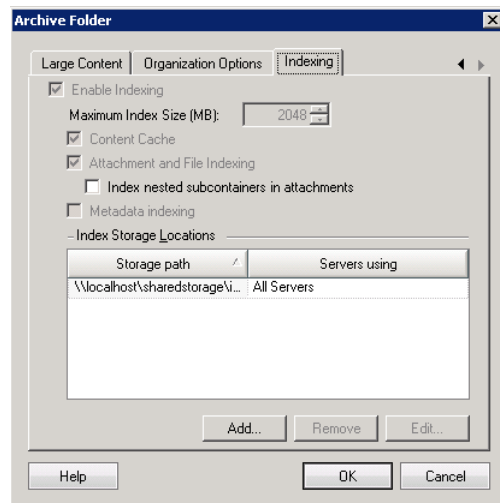 Archive Folder
Large Content Organization Options Indexing
Enable Indexing
Maximum Index Size (MB): 2048
Content Cache
Attachment and File Indexing
Index nested subcontainers in attachments
Metadata indexing
Index Storage Locations
Storage path Servers using
\\localhost\sharedstorage\i... All Servers
Add... Remove Edit...
Help OK Cancel